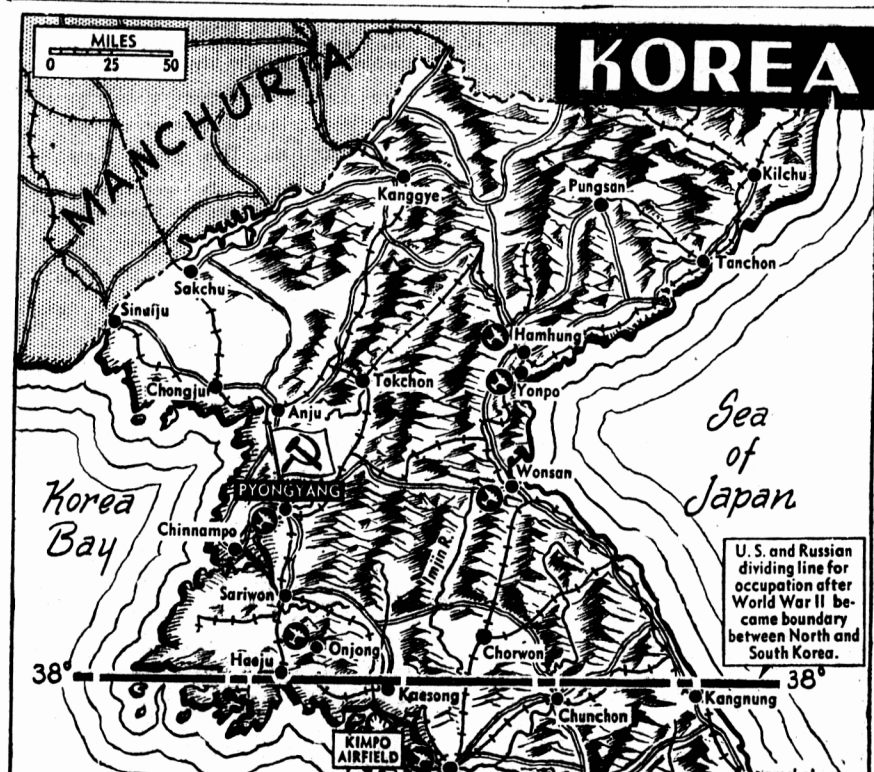 MILES
0 25 50
KOREA
MANCHURIA
Kilchu
Pungsan
Kanggye
Tanchon
Sakchu
Sinuiju
Hamhung
Chongju
Tokchon
Yonpo
Anju
Sea
of
Japan
Wonsan
PYONGYANG
Korea
Bay
Chinnampo
Imjin R.
U. S. and Russian
dividing line for
occupation after
World War II be-
came boundary
between North and
South Korea.
Sariwon
Onjong
Chorwon
Haeju
38° 38°
Kaesong
Kangnung
Chunchon
KIMPO
AIRFIELD